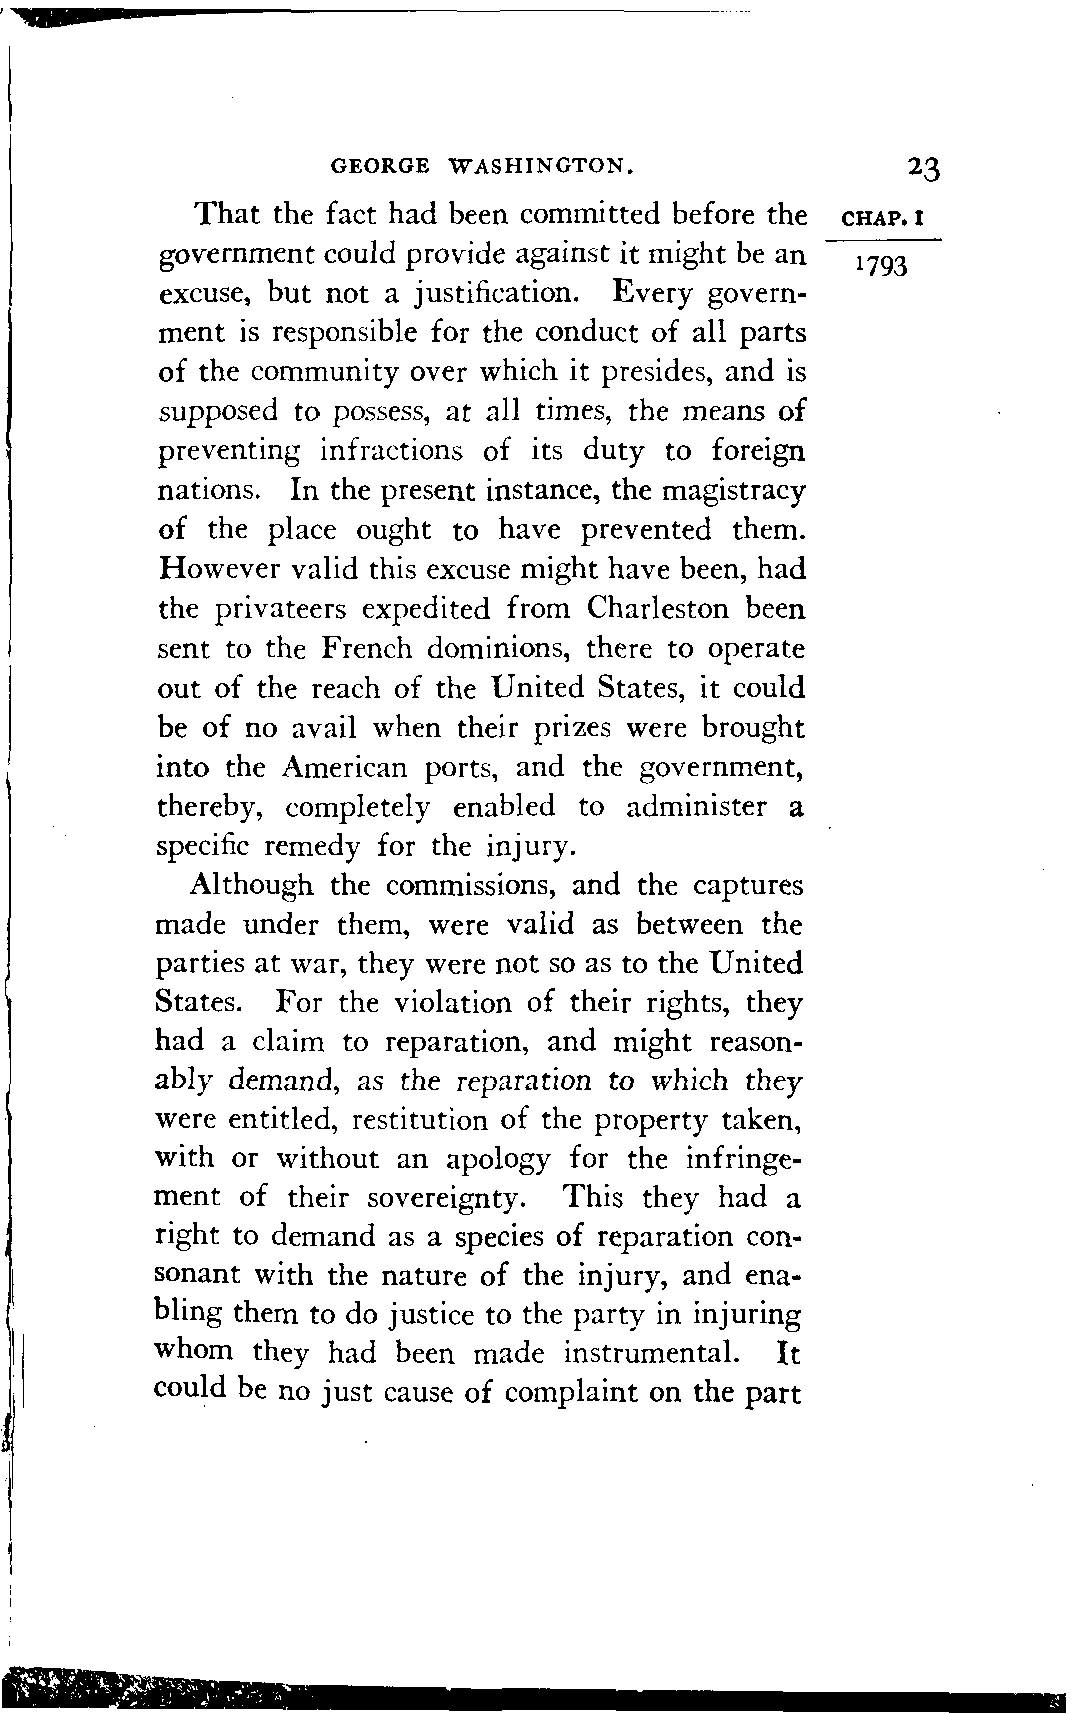 GEORGE WASHINGTON. 23
CHAP. I
1793
That the fact had been committed before the
government could provide against it might be an
excuse, but not a justification. Every govern-
ment is responsible for the conduct of all parts
of the community over which it presides, and is
supposed to possess, at all times, the means of
preventing infractions of its duty to foreign
nations. In the present instance, the magistracy
of the place ought to have prevented them.
However valid this excuse might have been, had
the privateers expedited from Charleston been
sent to the French dominions, there to operate
out of the reach of the United States, it could
be of no avail when their prizes were brought
into the American ports, and the government,
thereby, completely enabled to administer a
specific remedy for the injury.
Although the commissions, and the captures
made under them, were valid as between the
parties at war, they were not so as to the United
States. For the violation of their rights, they
had a claim to reparation, and might reason-
ably demand, as the reparation to which they
were entitled, restitution of the property taken,
with or without an apology for the infringe-
ment of their sovereignty. This they had a
right to demand as a species of reparation con-
sonant with the nature of the injury, and ena-
bling them to do justice to the party in injuring
whom they had been made instrumental. It
could be no just cause of complaint on the part